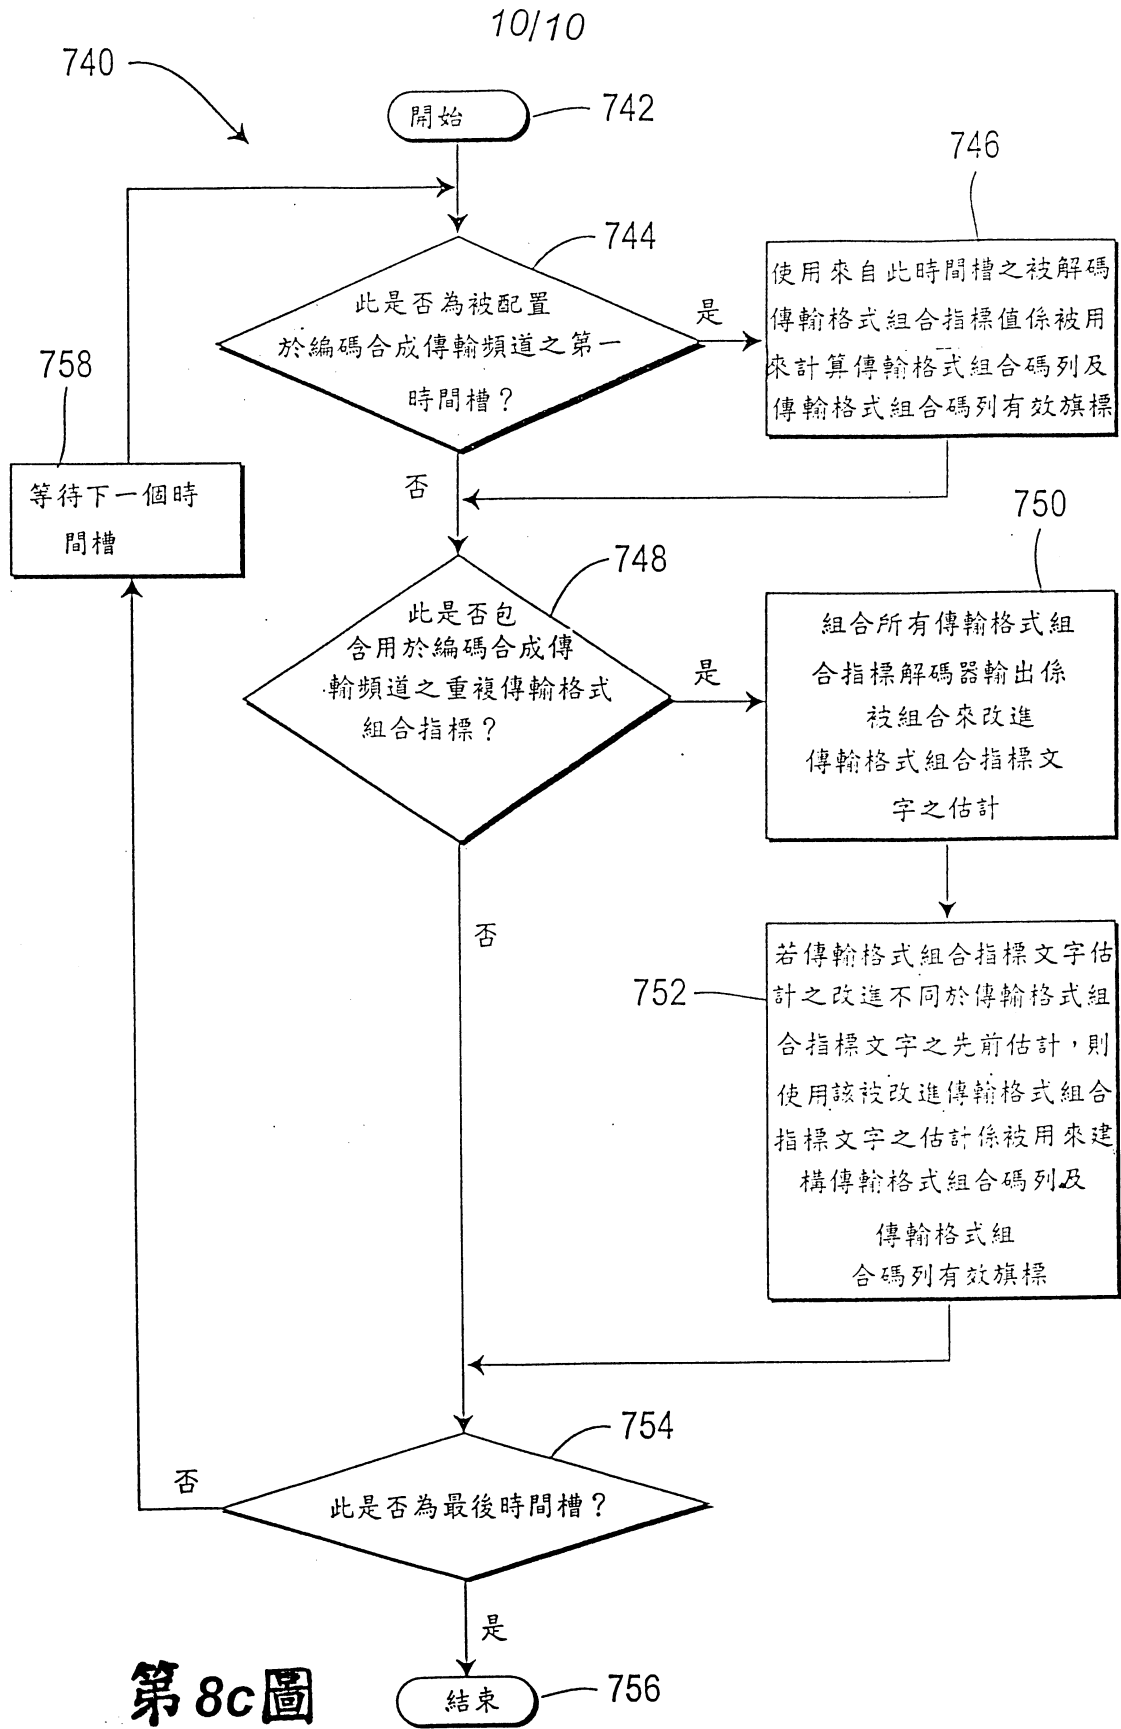 10/10
740
開始
742
744
此是否為被配置
於編碼合成傳輸頻道之第一
時間槽？
是
746
使用來自此時間槽之被解碼
傳輸格式組合指標值係被用
來計算傳輸格式組合碼列及
傳輸格式組合碼列有效旗標
758
等待下一個時
間槽
否
748
此是否包
含用於編碼合成傳
輸頻道之重複傳輸格式
組合指標？
是
750
組合所有傳輸格式組
合指標解碼器輸出係
被組合來改進
傳輸格式組合指標文
字之估計
否
752
若傳輸格式組合指標文字估
計之改進不同於傳輸格式組
合指標文字之先前估計，則
使用該被改進傳輸格式組合
指標文字之估計係被用來建
構傳輸格式組合碼列及
傳輸格式組
合碼列有效旗標
754
否
此是否為最後時間槽？
是
結束
756
第8c圖